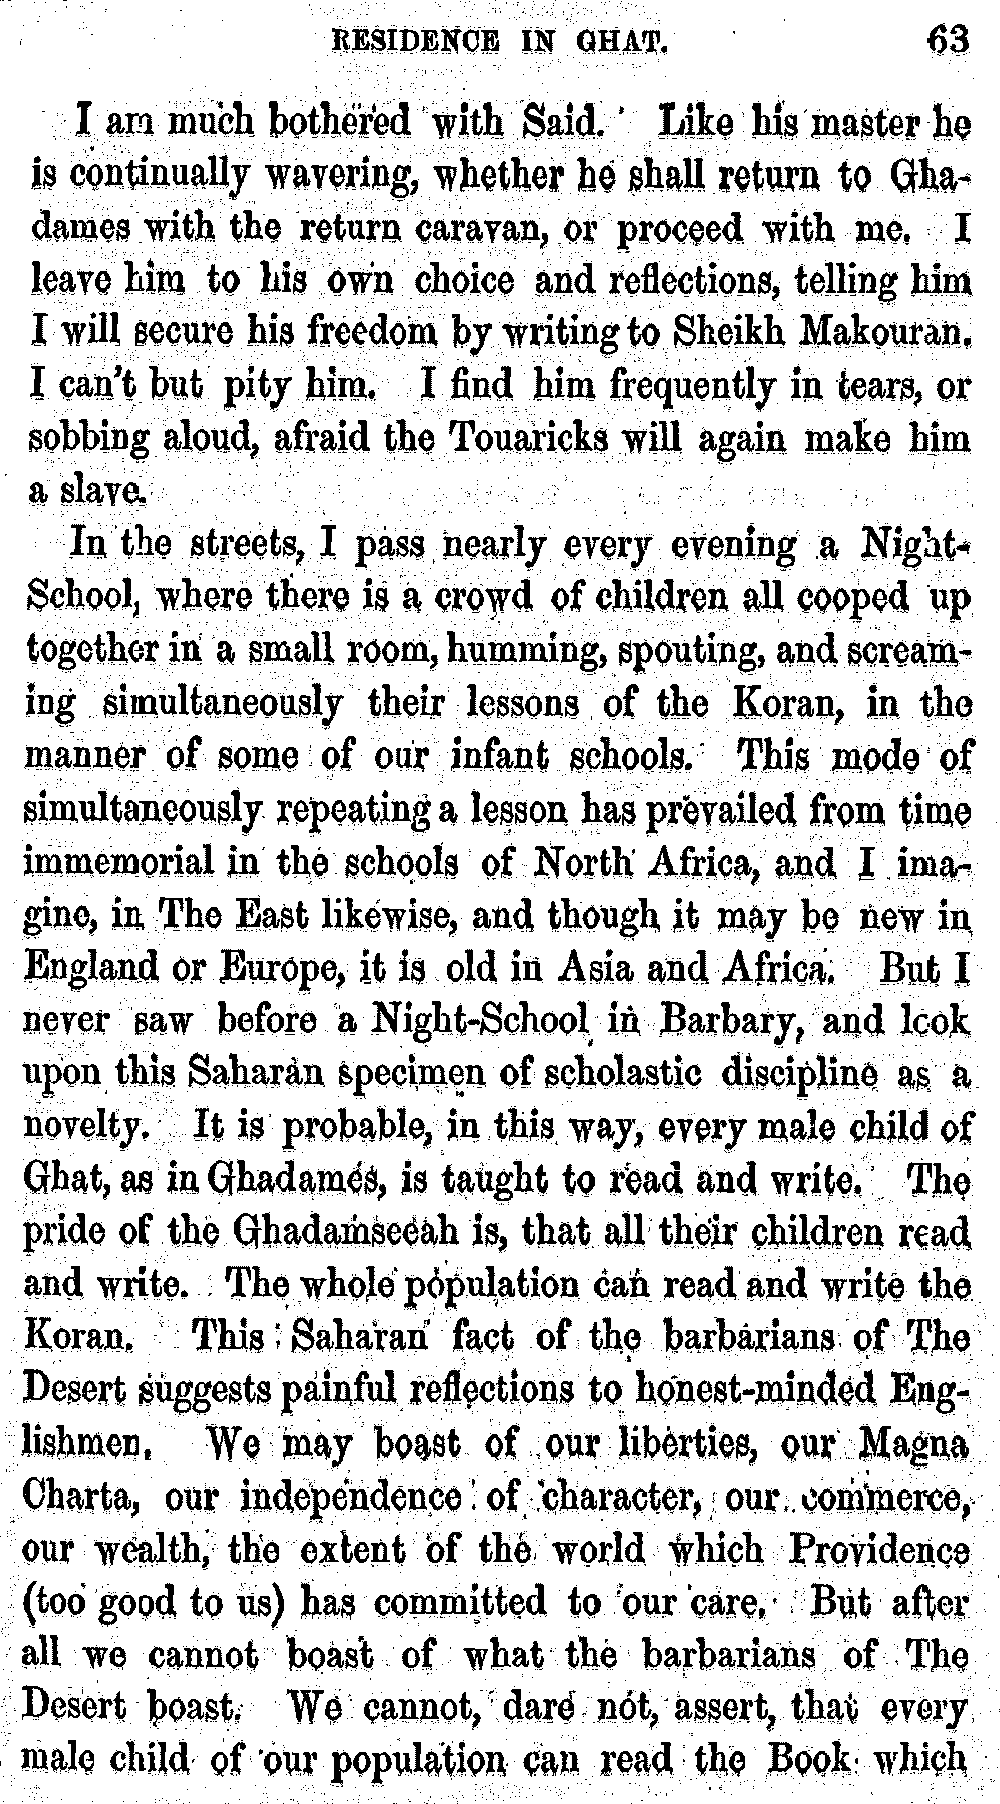 RESIDENCE IN GHAT. 63
I am much bothered with Said. Like his master he
is continually wavering, whether he shall return to Gha-
dames with the return caravan, or proceed with me. I
leave him to his own choice and reflections, telling him
I will secure his freedom by writing to Sheikh Makouran.
I can't but pity him. I find him frequently in tears, or
sobbing aloud, afraid the Touaricks will again make him
a slave.
In the streets, I pass nearly every evening a Night-
School, where there is a crowd of children all cooped up
together in a small room, humming, spouting, and scream-
ing simultaneously their lessons of the Koran, in the
manner of some of our infant schools. This mode of
simultaneously repeating a lesson has prevailed from time
immemorial in the schools of North Africa, and I ima-
gine, in The East likewise, and though it may be new in
England or Europe, it is old in Asia and Africa. But I
never saw before a Night-School in Barbary, and look
upon this Saharan specimen of scholastic discipline as a
novelty. It is probable, in this way, every male child of
Ghat, as in Ghadames, is taught to read and write. The
pride of the Ghadamseeah is, that all their children read
and write. The whole population can read and write the
Koran. This Saharan fact of the barbarians of The
Desert suggests painful reflections to honest-minded Eng-
lishmen. We may boast of our liberties, our Magna
Charta, our independence of character, our commerce,
our wealth, the extent of the world which Providence
(too good to us) has committed to our care. But after
all we cannot boast of what the barbarians of The
Desert boast. We cannot, dare not, assert, that every
male child of our population can read the Book which